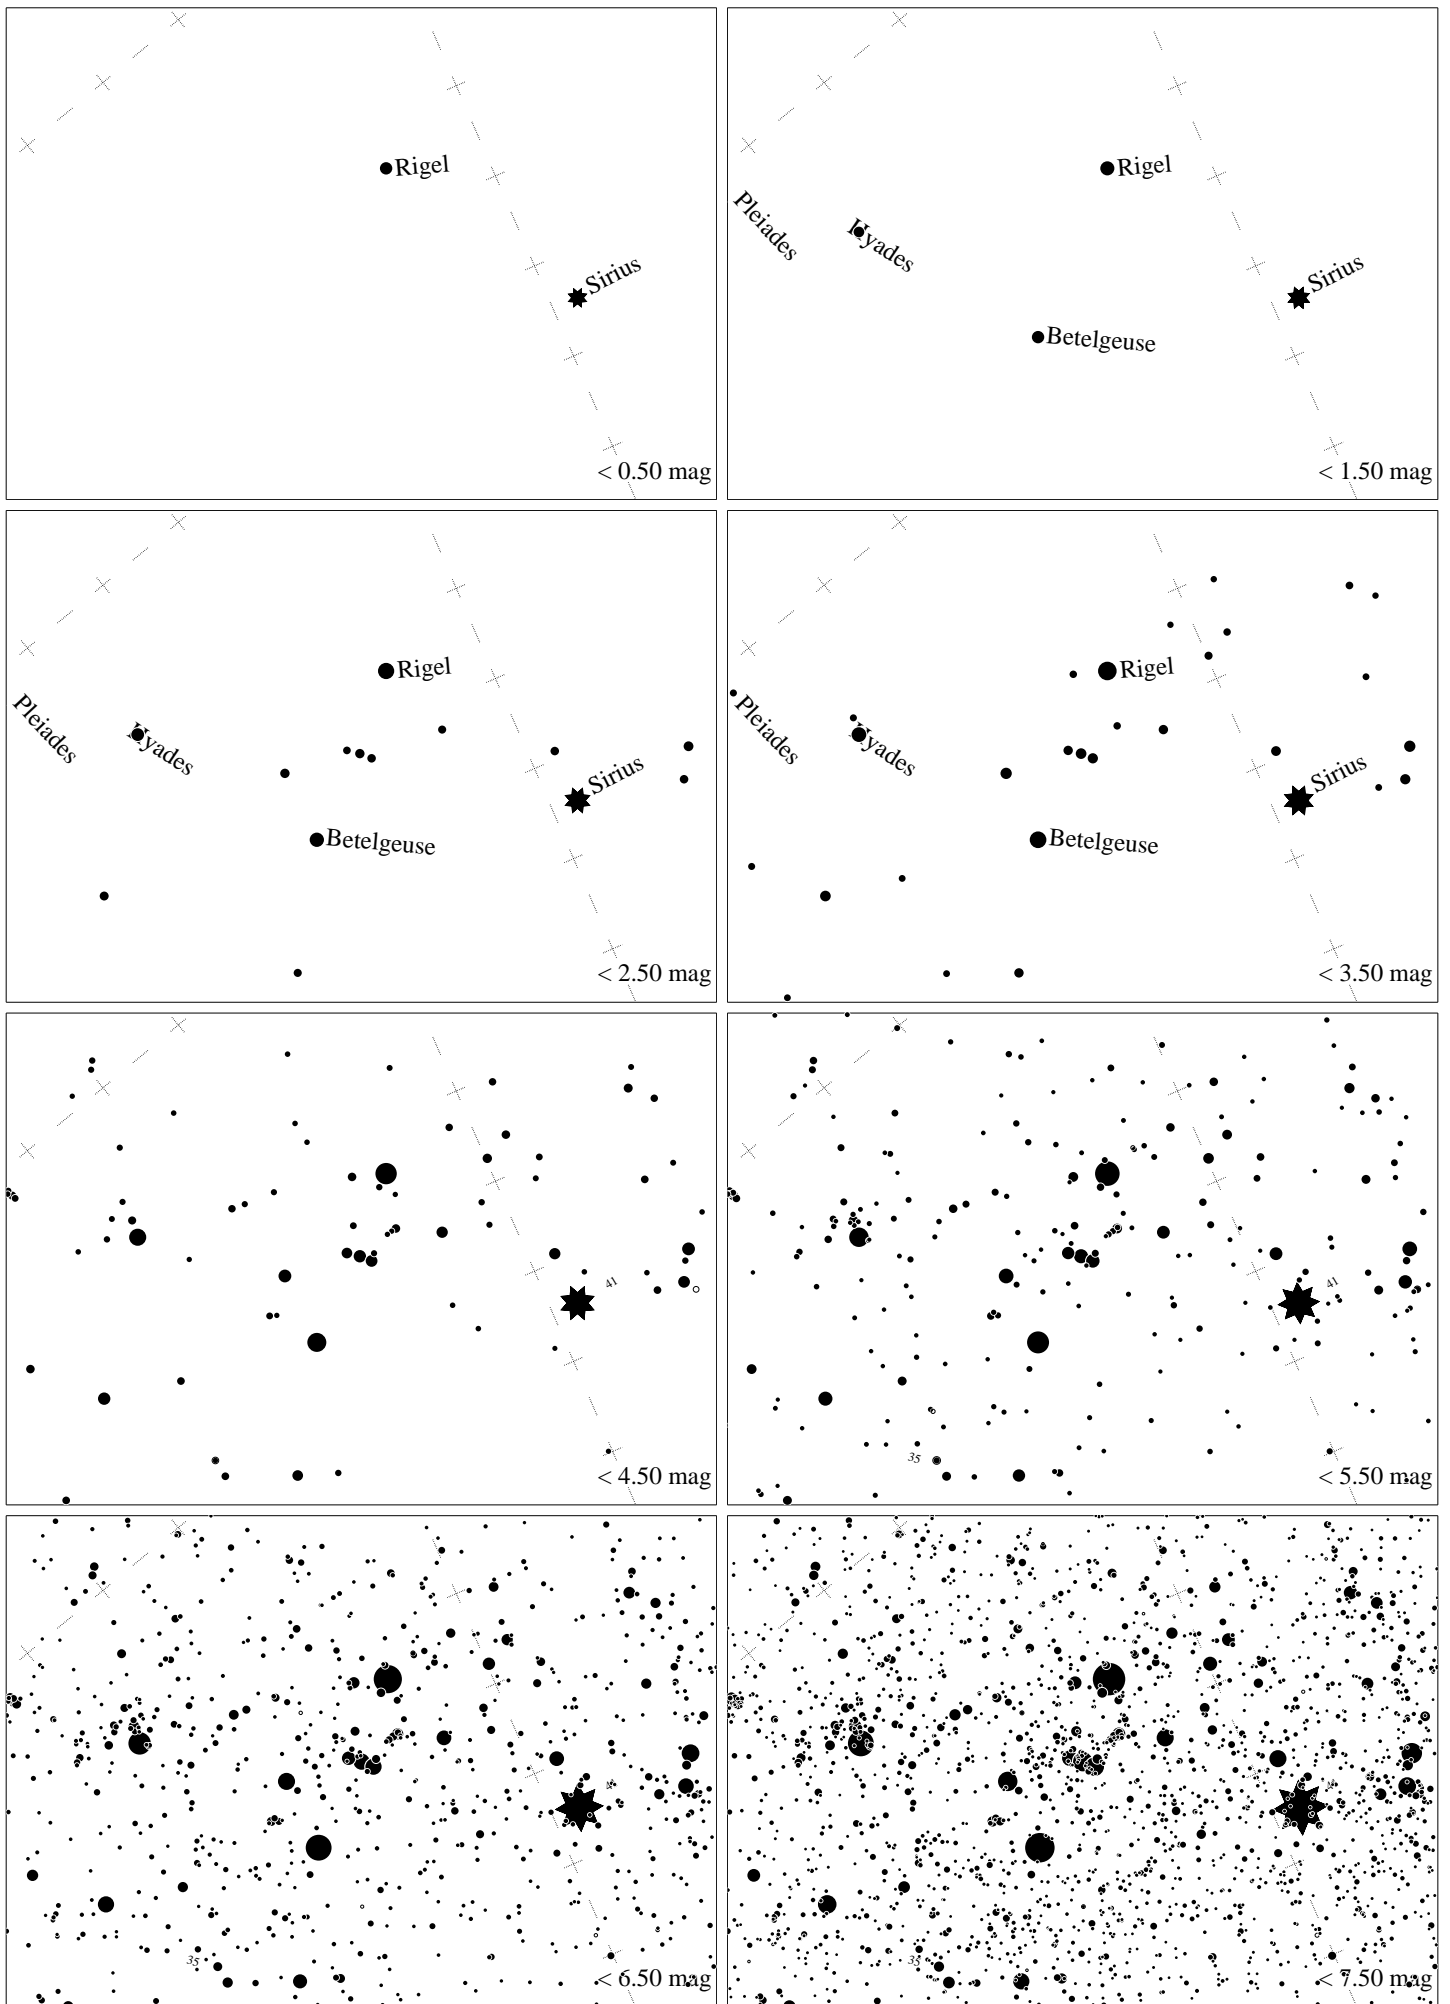 Rigel
Sirius
< 0.50 mag
Pleiades
Hyades
Rigel
Sirius
Betelgeuse
< 1.50 mag
Pleiades
Hyades
Rigel
Sirius
Betelgeuse
< 2.50 mag
Pleiades
Hyades
Rigel
Sirius
Betelgeuse
< 3.50 mag
41
< 4.50 mag
41
35
< 5.50 mag
35
< 6.50 mag
35
< 7.50 mag